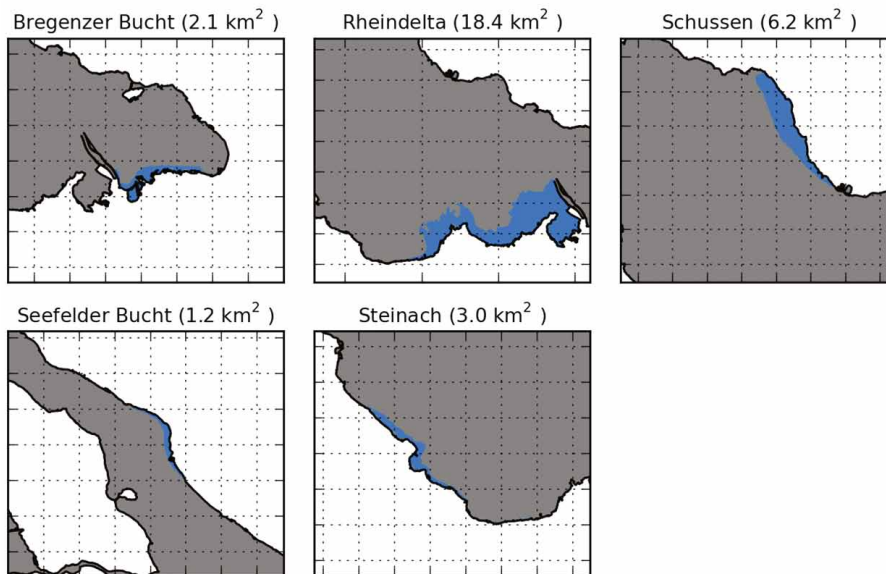 Bregenzer Bucht (2.1 km² )
Rheindelta (18.4 km² )
Schussen (6.2 km² )
Seefelder Bucht (1.2 km² )
Steinach (3.0 km² )